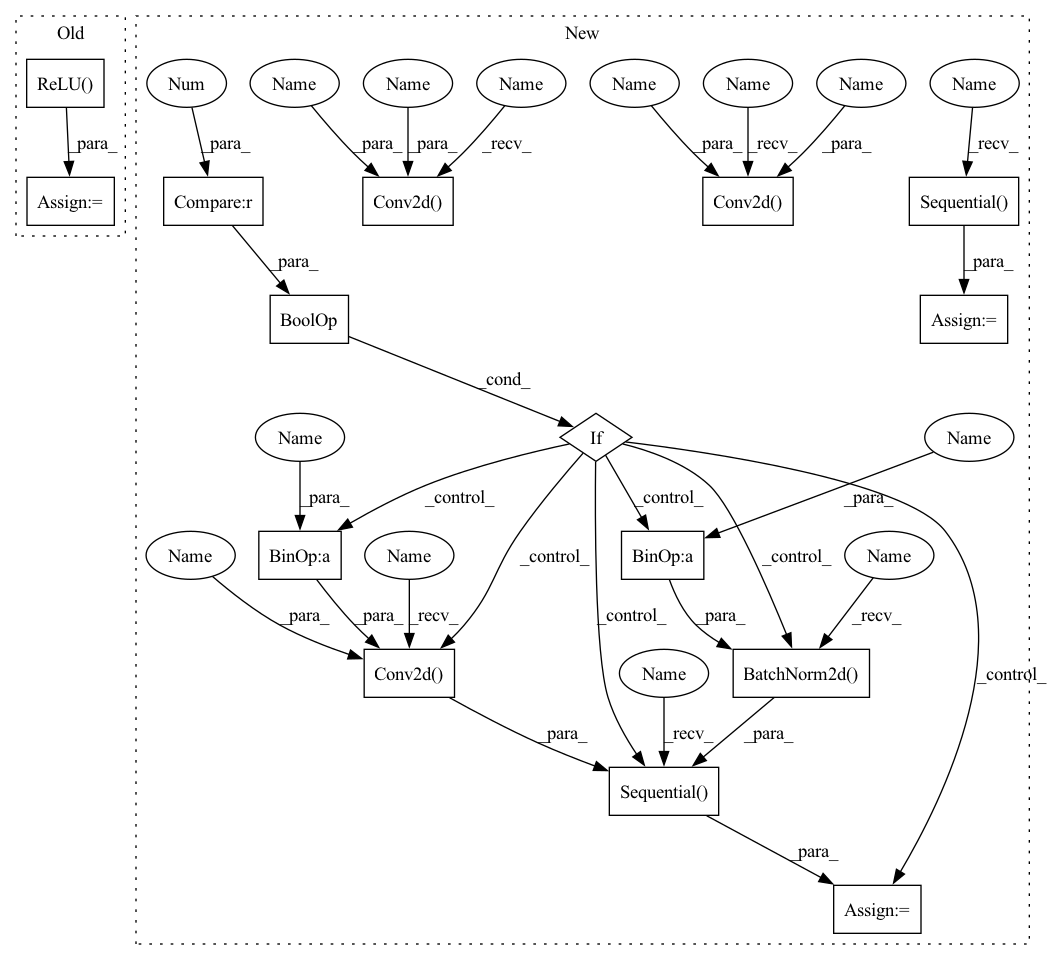 Old New
ReLU() Num Name Name Name Name Name Name Name
_para_ _para_ _para_ _para_ _recv_ _para_ _recv_ _para_ _recv_
Assign:= Compare:r Conv2d() Conv2d() Sequential()
_para_ _para_
BoolOp Assign:=
_cond_
Name If Name
_para_ _control_ _control_ _para_
Name BinOp:a Name BinOp:a Name
_control_ _control_
_para_ _para_ _recv_ _control_ _para_ _recv_
Conv2d() Name BatchNorm2d() _control_
_para_ _recv_ _para_
Sequential()
_para_
Assign:=